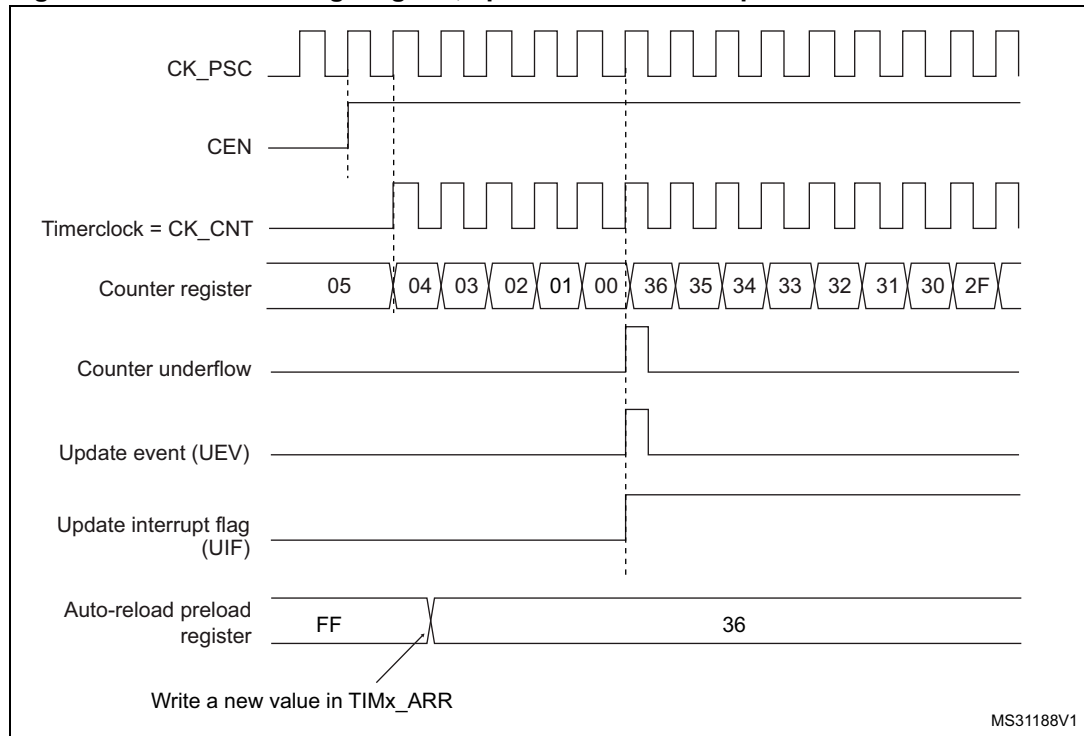 CK_PSC
CEN
Timerclock = CK_CNT
Counter register 05 04 03 02 01 00 36 35 34 33 32 31 30 2F
Counter underflow
Update event (UEV)
Update interrupt flag
(UIF)
Auto-reload preload
register
FF 36
Write a new value in TIMx_ARR
MS31188V1